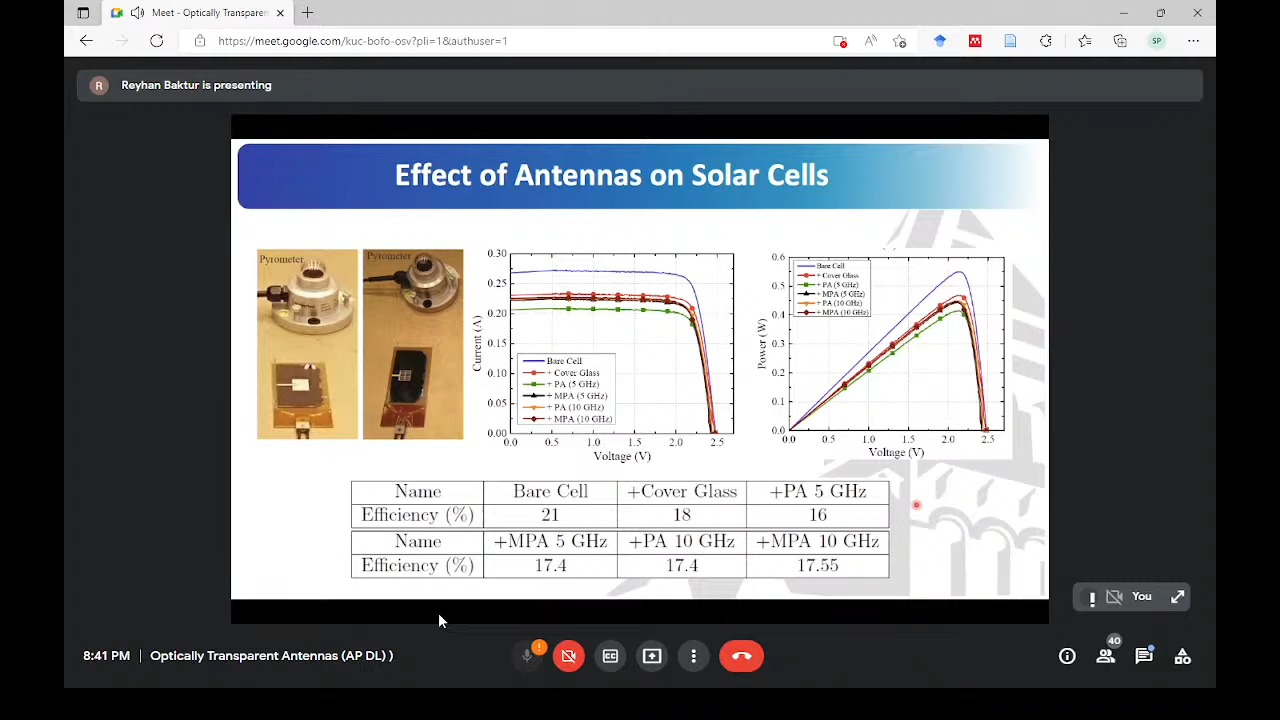 Meet - Optically Transparen
https://meet.google.com/kuc-bofo-osv?pli=1&authuser=1
SP
R
Reyhan Baktur is presenting
Effect of Antennas on Solar Cells
Pyrometer
Pyrometer
0.30
0.20
0.15
0.10
0.05
0.00
Current (A)
0.0 0.5 1.0 1.5 2.0 2.5
Voltage (V)
Bare Cell
+ Cover Glass
+ PA (5 GHz)
+ MPA (5 GHz)
+ PA (10 GHz)
+ MPA (10 GHz)
0.6
0.5
0.4
0.3
0.2
0.1
0.0
Power (W)
0.0 0.5 1.0 1.5 2.0 2.5
Voltage (V)
Bare Cell
+ Cover Glass
+ PA (5 GHz)
+ MPA (5 GHz)
+ PA (10 GHz)
+ MPA (10 GHz)
Name Bare Cell +Cover Glass +PA 5 GHz
Efficiency (%) 21 18 16
Name +MPA 5 GHz +PA 10 GHz +MPA 10 GHz
Efficiency (%) 17.4 17.4 17.55
You
8:41 PM Optically Transparent Antennas (AP DL) )
CC
40